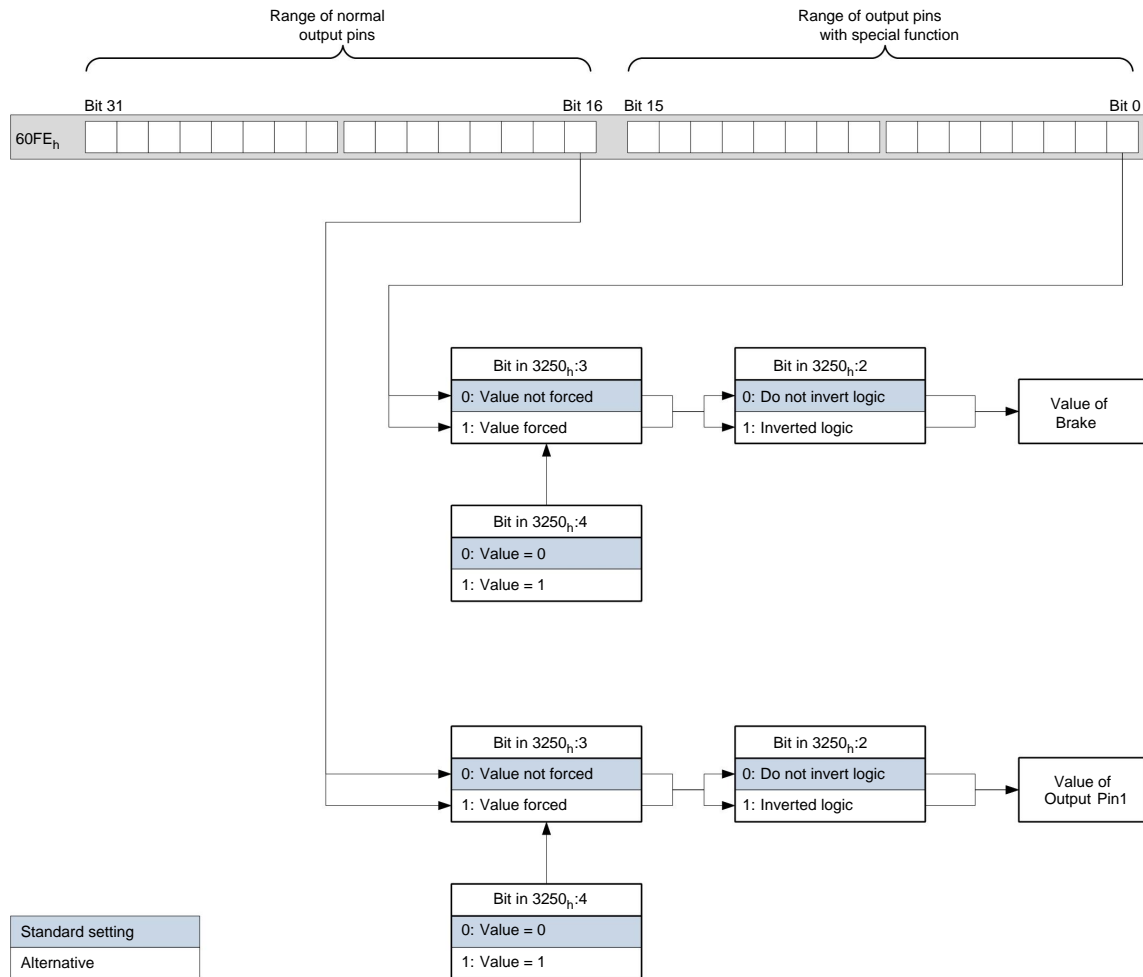 Range of normal
output pins
Range of output pins
with special function
Bit 31
Bit 16
Bit 15
Bit 0
60FEh
Bit in 3250h:3
0: Value not forced
1: Value forced
Bit in 3250h:2
0: Do not invert logic
1: Inverted logic
Value of
Brake
Bit in 3250h:4
0: Value = 0
1: Value = 1
Bit in 3250h:3
0: Value not forced
1: Value forced
Bit in 3250h:2
0: Do not invert logic
1: Inverted logic
Value of
Output Pin1
Bit in 3250h:4
0: Value = 0
1: Value = 1
Standard setting
Alternative